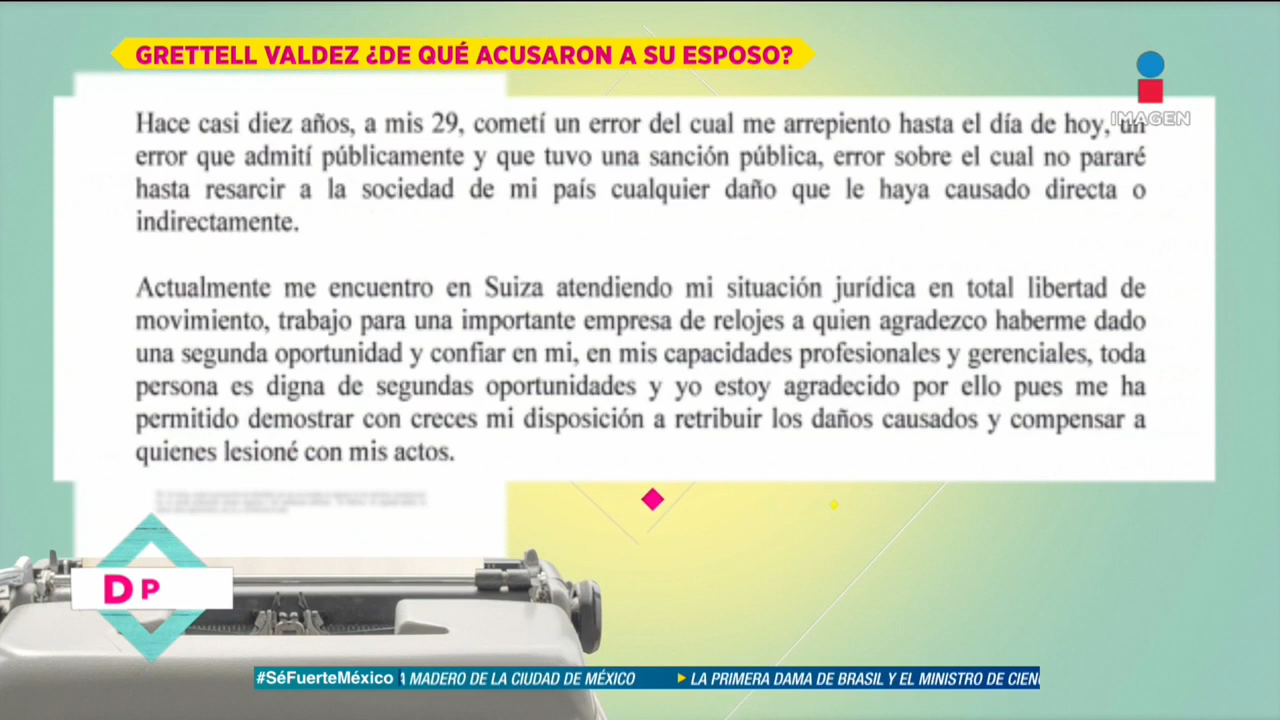 GRETTELL VALDEZ ¿DE QUÉ ACUSARON A SU ESPOSO?
IMAGEN
Hace casi diez años, a mis 29, cometí un error del cual me arrepiento hasta el día de hoy, un
error que admití públicamente y que tuvo una sanción pública, error sobre el cual no pararé
hasta resarcir a la sociedad de mi país cualquier daño que le haya causado directa o
indirectamente.
Actualmente me encuentro en Suiza atendiendo mi situación jurídica en total libertad de
movimiento, trabajo para una importante empresa de relojes a quien agradezco haberme dado
una segunda oportunidad y confiar en mi, en mis capacidades profesionales y gerenciales, toda
persona es digna de segundas oportunidades y yo estoy agradecido por ello pues me ha
permitido demostrar con creces mi disposición a retribuir los daños causados y compensar a
quienes lesioné con mis actos.
DP
#SéFuerteMéxico MADERO DE LA CIUDAD DE MÉXICO LA PRIMERA DAMA DE BRASIL Y EL MINISTRO DE CIEN